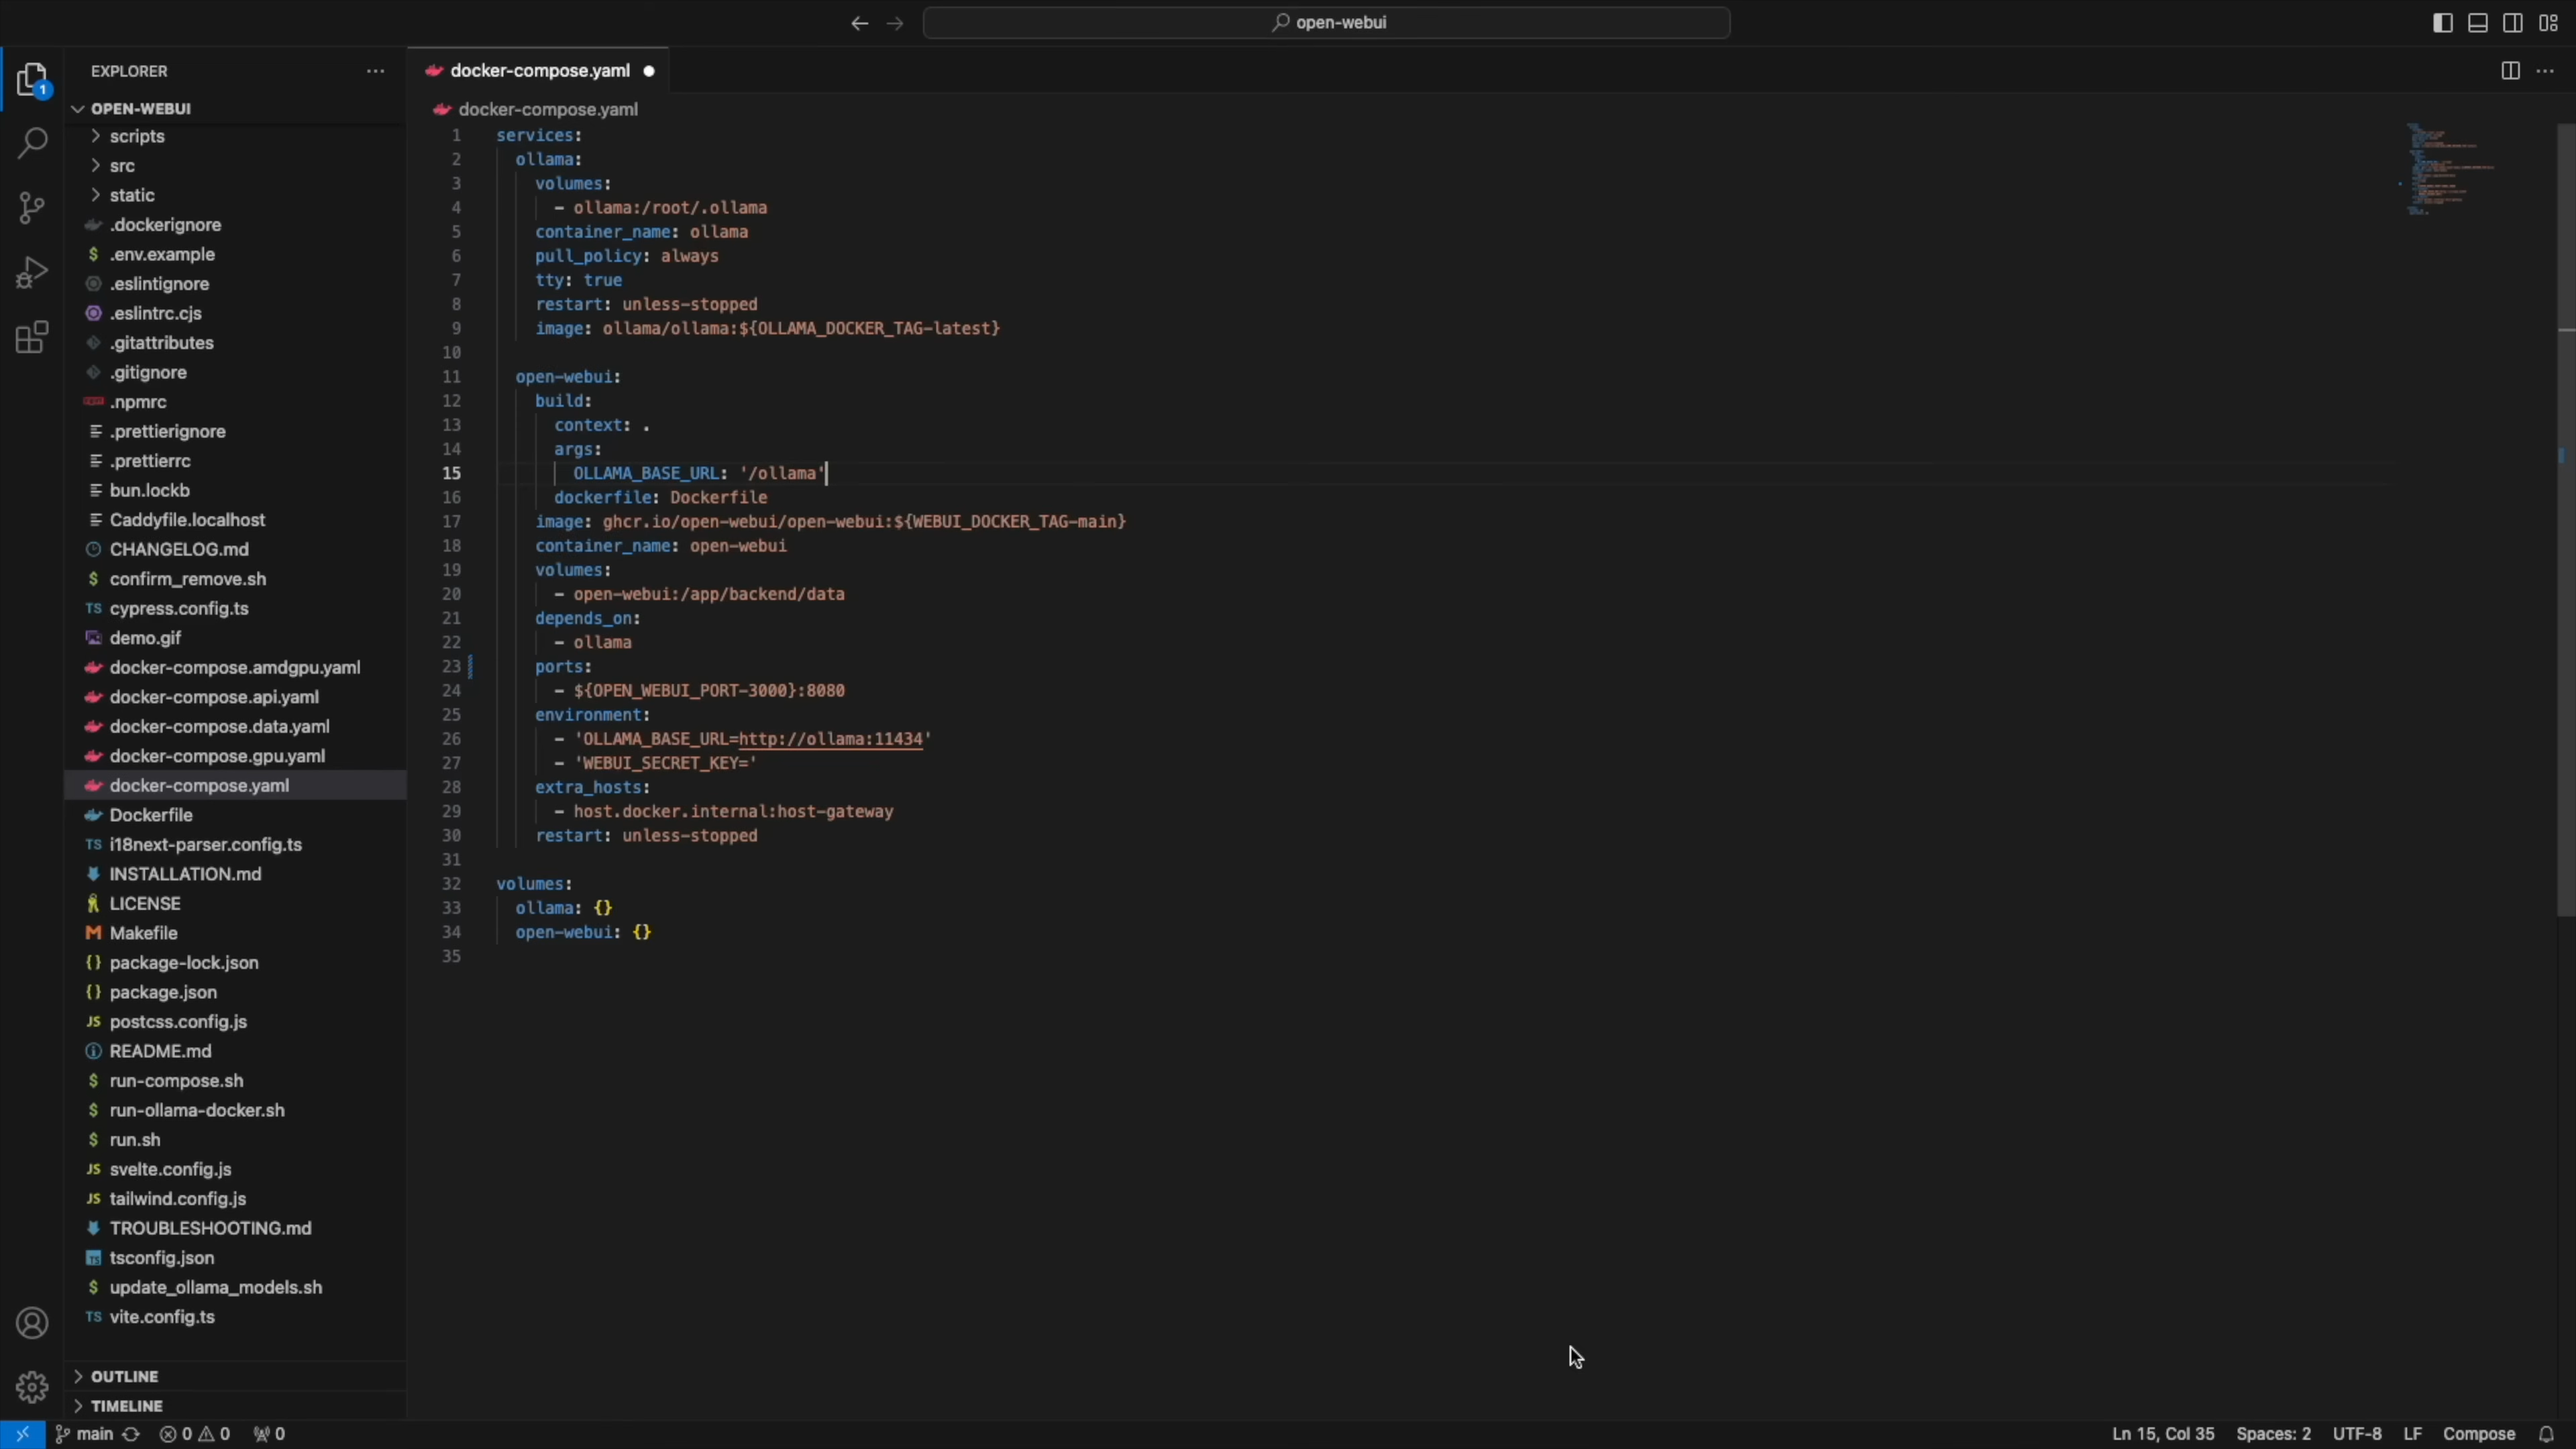 open-webui
1
EXPLORER
OPEN-WEBUI
scripts
src
static
.dockerignore
$ .env.example
.eslintignore
.eslintrc.cjs
.gitattributes
.gitignore
.npmrc
.prettierignore
.prettierrc
bun.lockb
Caddyfile.localhost
CHANGELOG.md
$ confirm_remove.sh
TS cypress.config.ts
demo.gif
docker-compose.amdgpu.yaml
docker-compose.api.yaml
docker-compose.data.yaml
docker-compose.gpu.yaml
docker-compose.yaml
Dockerfile
TS i18next-parser.config.ts
INSTALLATION.md
LICENSE
M Makefile
{} package-lock.json
{} package.json
JS postcss.config.js
README.md
$ run-compose.sh
$ run-ollama-docker.sh
$ run.sh
JS svelte.config.js
JS tailwind.config.js
TROUBLESHOOTING.md
TS tsconfig.json
$ update_ollama_models.sh
TS vite.config.ts
OUTLINE
TIMELINE
docker-compose.yaml
docker-compose.yaml
1 services:
2 ollama:
3 volumes:
4 - ollama:/root/.ollama
5 container_name: ollama
6 pull_policy: always
7 tty: true
8 restart: unless-stopped
9 image: ollama/ollama:${OLLAMA_DOCKER_TAG-latest}
10
11 open-webui:
12 build:
13 context: .
14 args:
15 OLLAMA_BASE_URL: '/ollama'
16 dockerfile: Dockerfile
17 image: ghcr.io/open-webui/open-webui:${WEBUI_DOCKER_TAG-main}
18 container_name: open-webui
19 volumes:
20 - open-webui:/app/backend/data
21 depends_on:
22 - ollama
23 ports:
24 - ${OPEN_WEBUI_PORT-3000}:8080
25 environment:
26 - 'OLLAMA_BASE_URL=http://ollama:11434'
27 - 'WEBUI_SECRET_KEY='
28 extra_hosts:
29 - host.docker.internal:host-gateway
30 restart: unless-stopped
31
32 volumes:
33 ollama: {}
34 open-webui: {}
35
main 0 0 0 Ln 15, Col 35 Spaces: 2 UTF-8 LF Compose